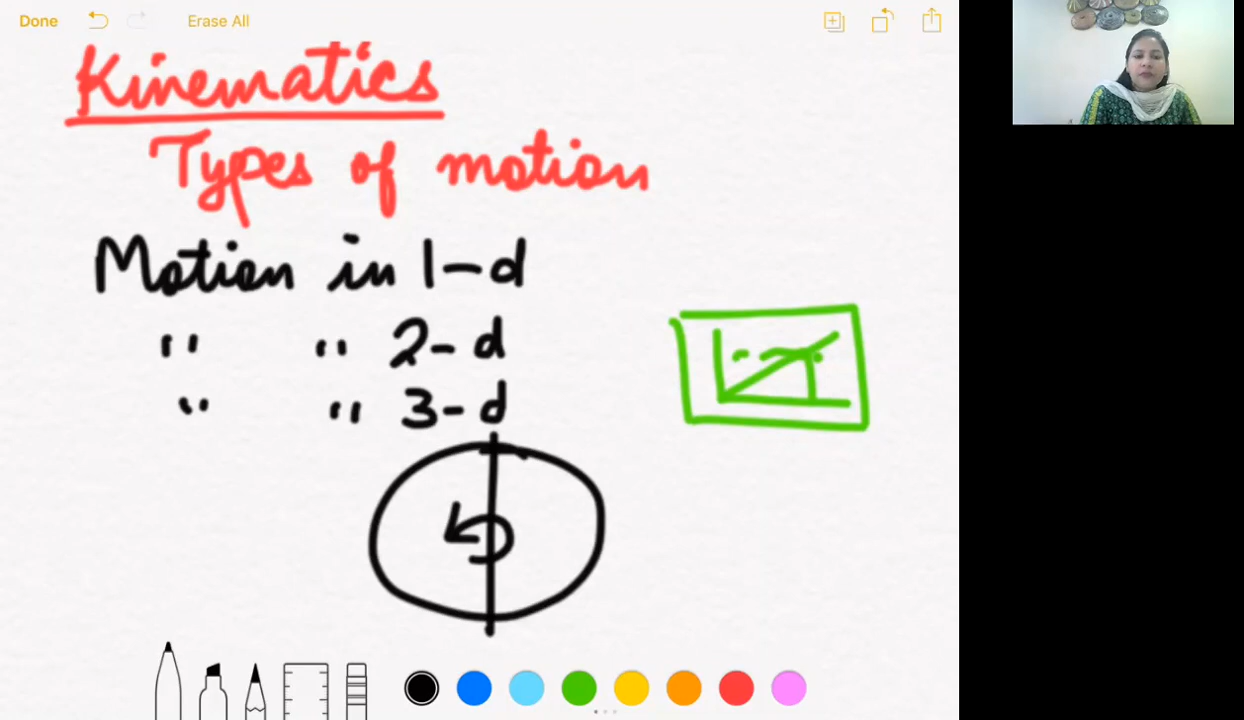 Done Erase All
Kinematics
Types of motion
Motion in 1-d
" " 2-d
" " 3-d